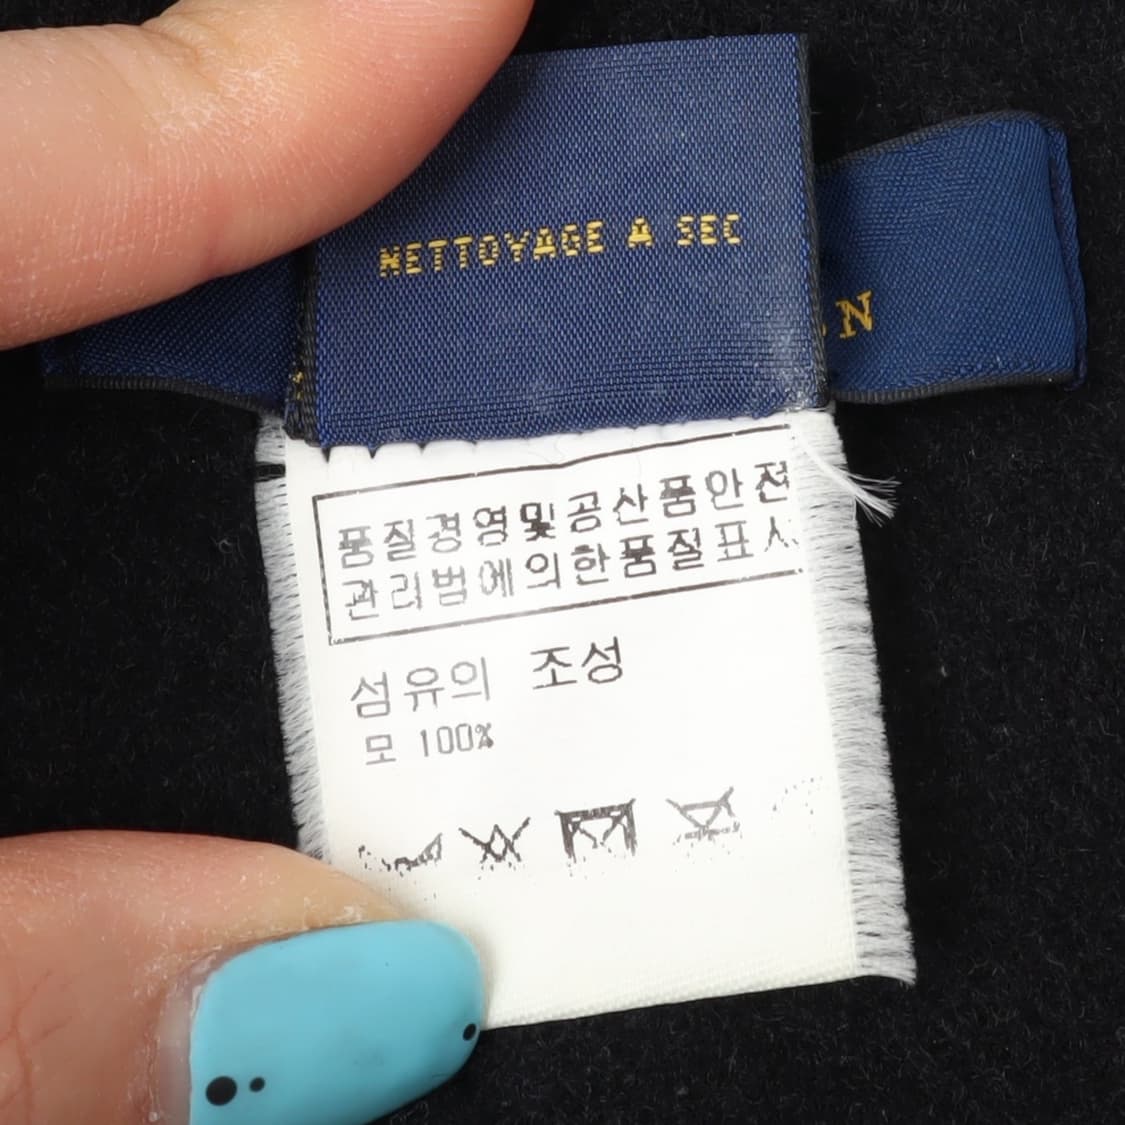 NETTOYAGE A SEC
N
품질경영및공산품안전
관리법에의한품질표시
섬유의 조성
모 100%